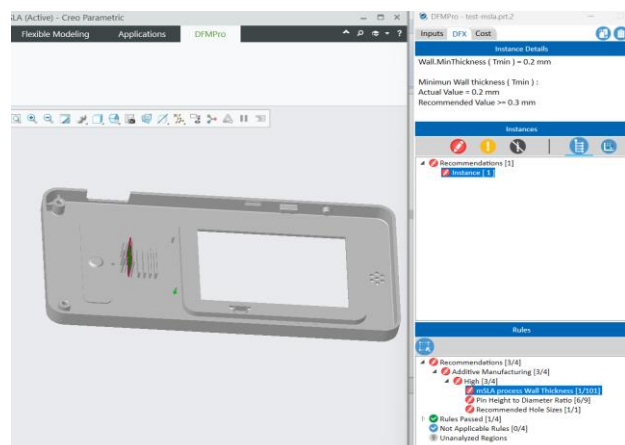 SLA (Active) - Creo Parametric
Flexible Modeling Applications DFMPro
DFMPro - test-msla.prt.2
Inputs DFX Cost
Instance Details
Wall.MinThickness ( Tmin ) = 0.2 mm
Minimun Wall thickness ( Tmin ) :
Actual Value = 0.2 mm
Recommended Value >= 0.3 mm
Instances
Recommendations [1]
Instance [ 1 ]
Rules
Recommendations [3/4]
Additive Manufacturing [3/4]
High [3/4]
mSLA process Wall Thickness [1/101]
Pin Height to Diameter Ratio [6/9]
Recommended Hole Sizes [1/1]
Rules Passed [1/4]
Not Applicable Rules [0/4]
Unanalyzed Regions